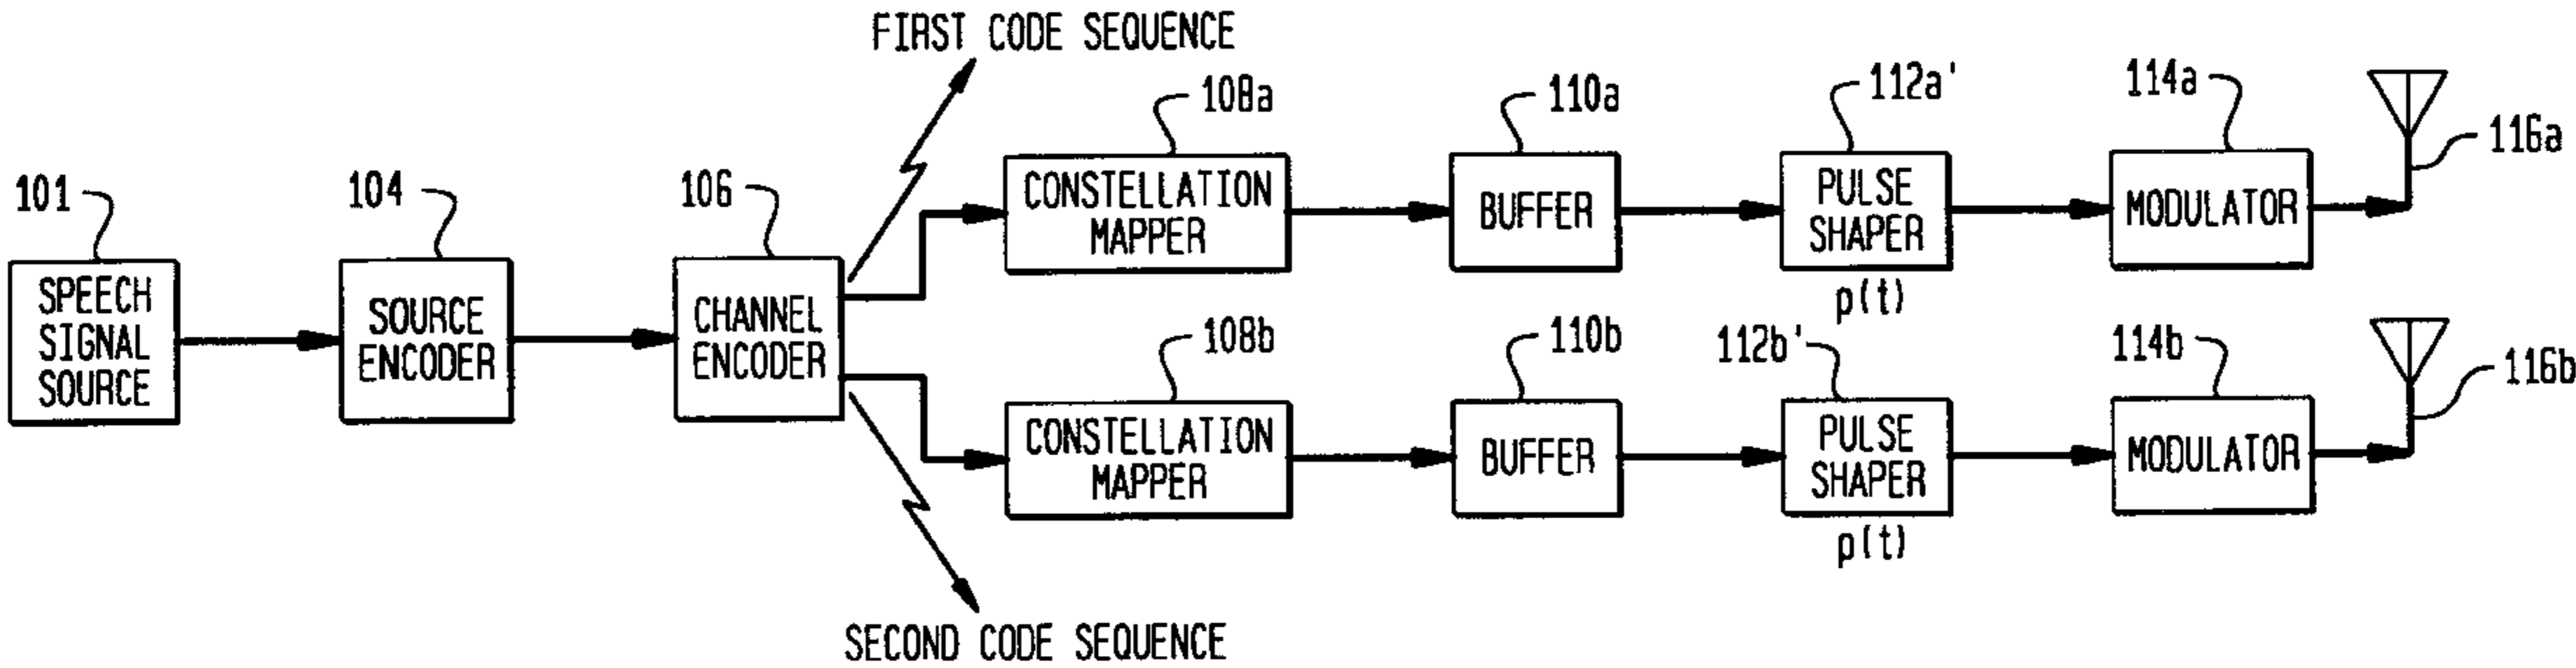 FIRST CODE SEQUENCE
101
104
106
108a
110a
112a'
114a
116a
SPEECH
SIGNAL
SOURCE
SOURCE
ENCODER
CHANNEL
ENCODER
CONSTELLATION
MAPPER
BUFFER
PULSE
SHAPER
p(t)
MODULATOR
108b
110b
112b'
114b
116b
CONSTELLATION
MAPPER
BUFFER
PULSE
SHAPER
p(t)
MODULATOR
SECOND CODE SEQUENCE